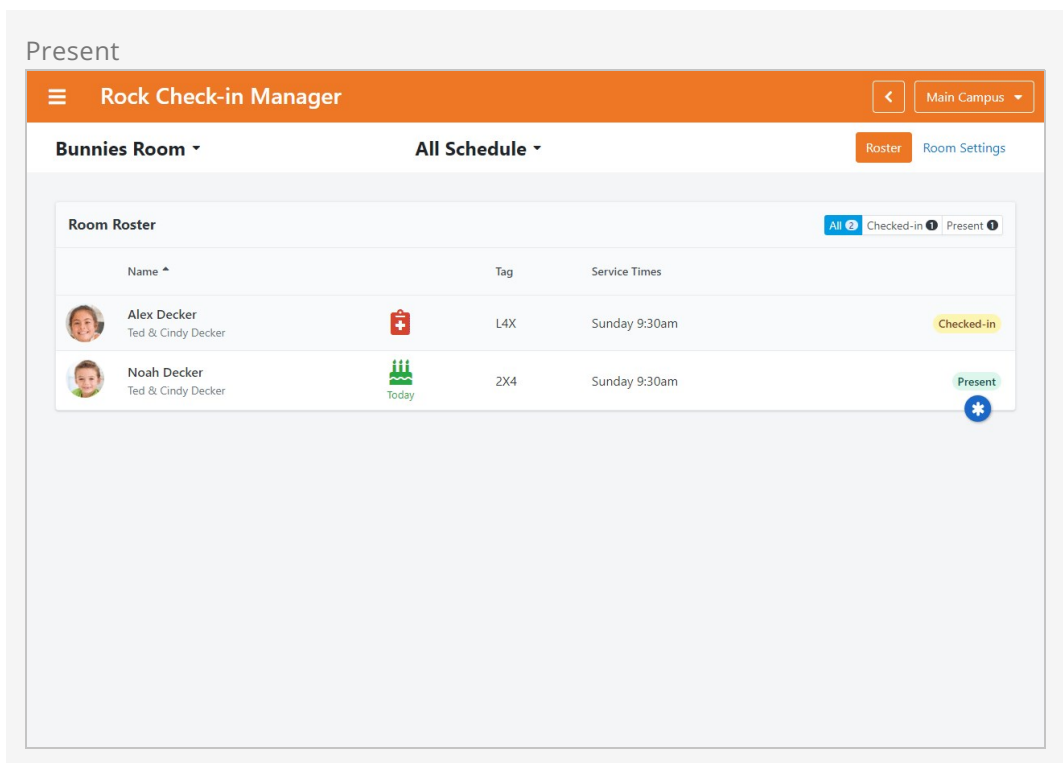 Present
Rock Check-in Manager
Main Campus
Bunnies Room
All Schedule
Roster
Room Settings
Room Roster
All 2
Checked-in 1
Present 1
Name
Tag
Service Times
Alex Decker
Ted & Cindy Decker
L4X
Sunday 9:30am
Checked-in
Noah Decker
Ted & Cindy Decker
Today
2X4
Sunday 9:30am
Present